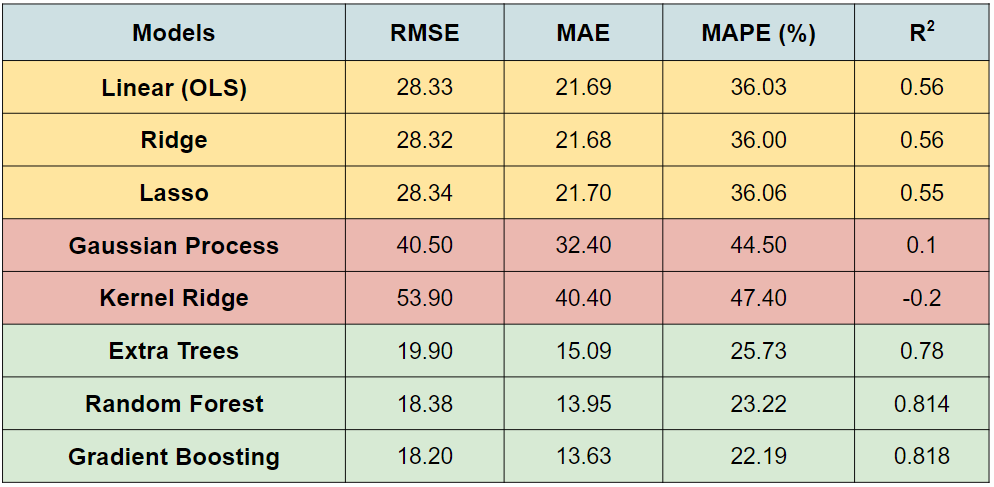 Models RMSE MAE MAPE (%) R²
Linear (OLS) 28.33 21.69 36.03 0.56
Ridge 28.32 21.68 36.00 0.56
Lasso 28.34 21.70 36.06 0.55
Gaussian Process 40.50 32.40 44.50 0.1
Kernel Ridge 53.90 40.40 47.40 -0.2
Extra Trees 19.90 15.09 25.73 0.78
Random Forest 18.38 13.95 23.22 0.814
Gradient Boosting 18.20 13.63 22.19 0.818